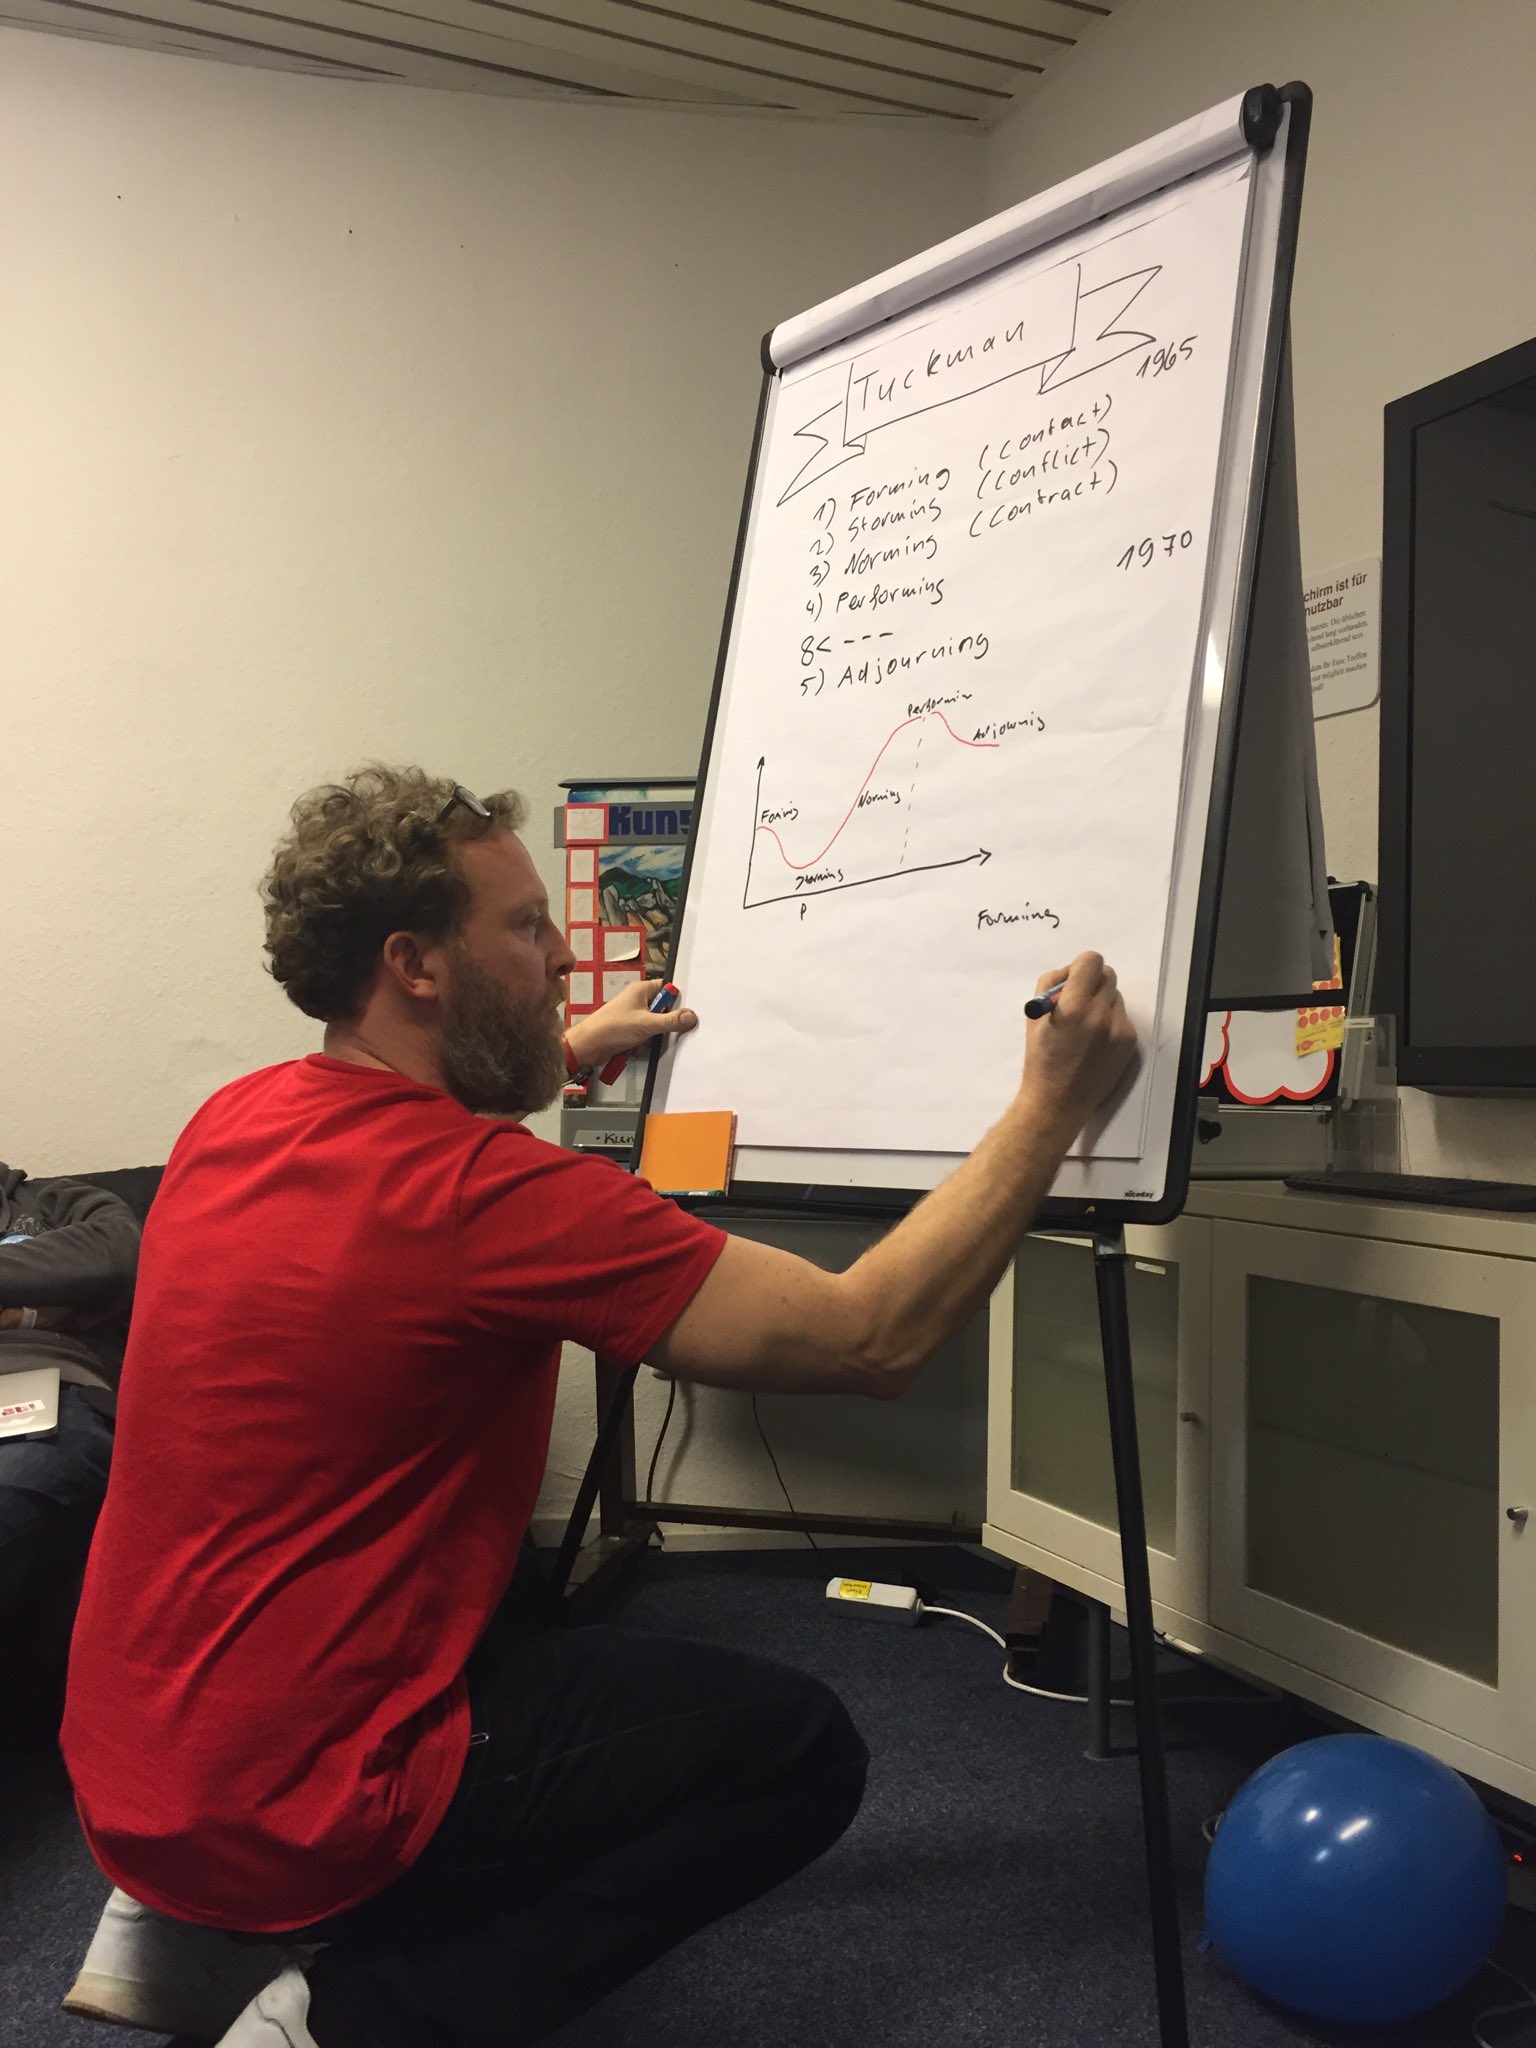 Tuckman
1965
1) Forming (Contact)
2) Storming (Conflict)
3) Norming (Contract)
1970
4) Performing
8< ---
5) Adjourning
Performin
Adjourning
Forming
Norming
Storming
P
Forming
nicoday
Kuns
chirm ist für
nutzbar